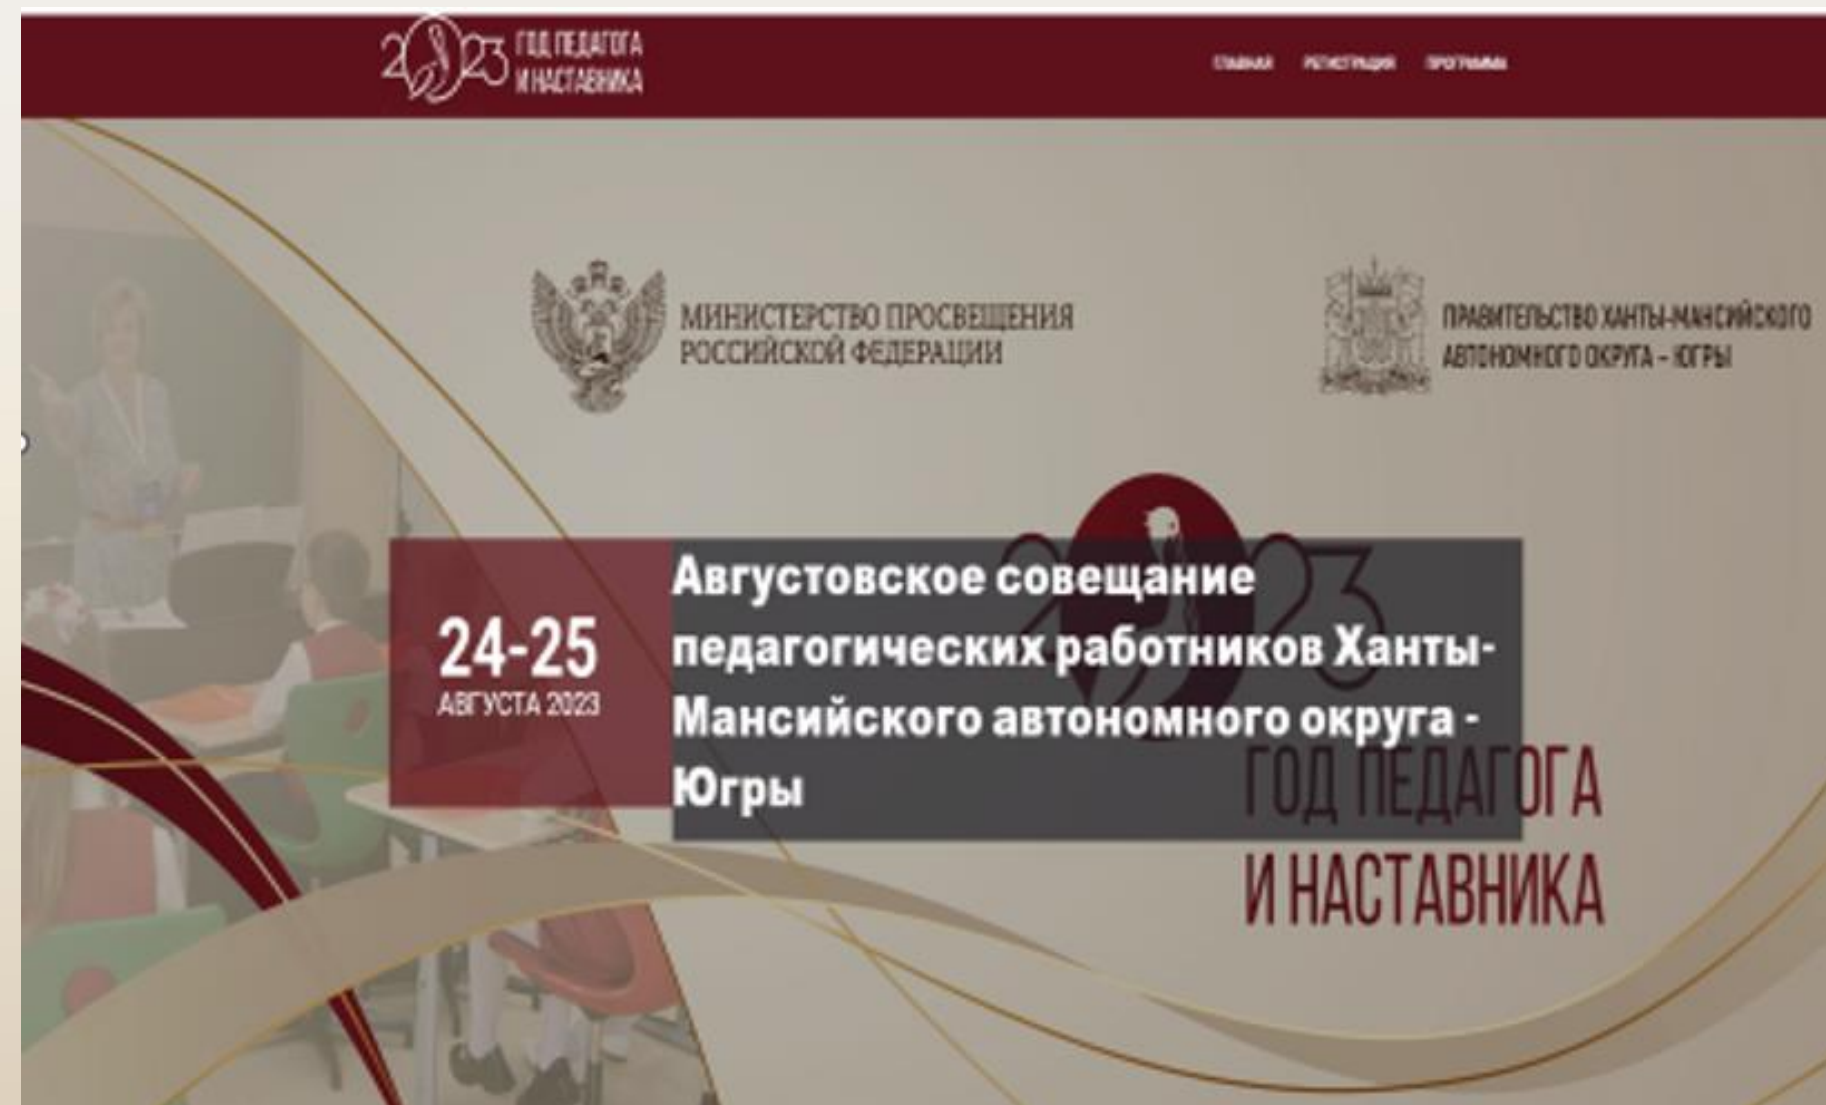 2023 ГОД ПЕДАГОГА
И НАСТАВНИКА
ГЛАВНАЯ РЕГИСТРАЦИЯ ПРОГРАММА
МИНИСТЕРСТВО ПРОСВЕЩЕНИЯ
РОССИЙСКОЙ ФЕДЕРАЦИИ
ПРАВИТЕЛЬСТВО ХАНТЫ-МАНСИЙСКОГО
АВТОНОМНОГО ОКРУГА – ЮГРЫ
24-25
АВГУСТА 2023
Августовское совещание
педагогических работников Ханты-
Мансийского автономного округа -
Югры
2023
ГОД ПЕДАГОГА
И НАСТАВНИКА